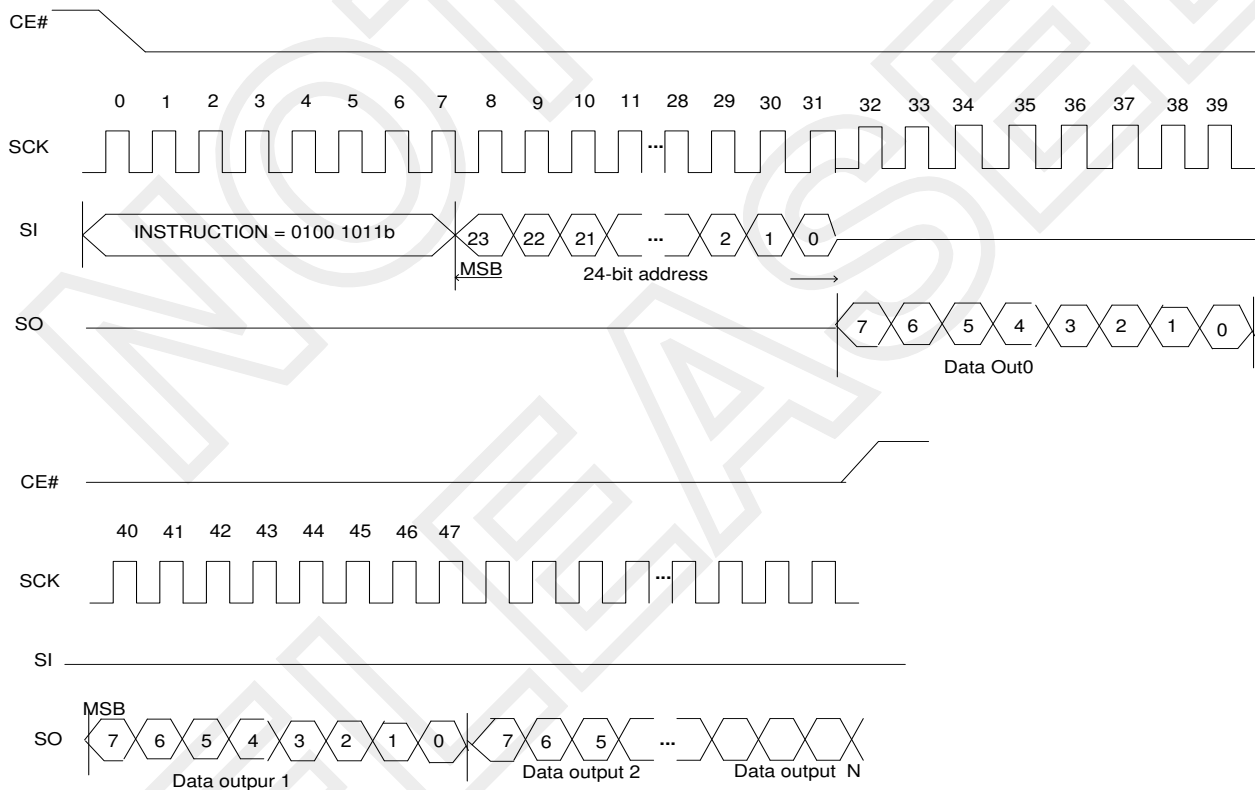 CE#
0 1 2 3 4 5 6 7 8 9 10 11 28 29 30 31 32 33 34 35 36 37 38 39
SCK ...
SI INSTRUCTION = 0100 1011b 23 22 21 ... 2 1 0
MSB 24-bit address
SO 7 6 5 4 3 2 1 0
Data Out0
CE#
40 41 42 43 44 45 46 47
SCK ...
SI
MSB
SO 7 6 5 4 3 2 1 0 7 6 5 ...
Data outpur 1 Data output 2 Data output N